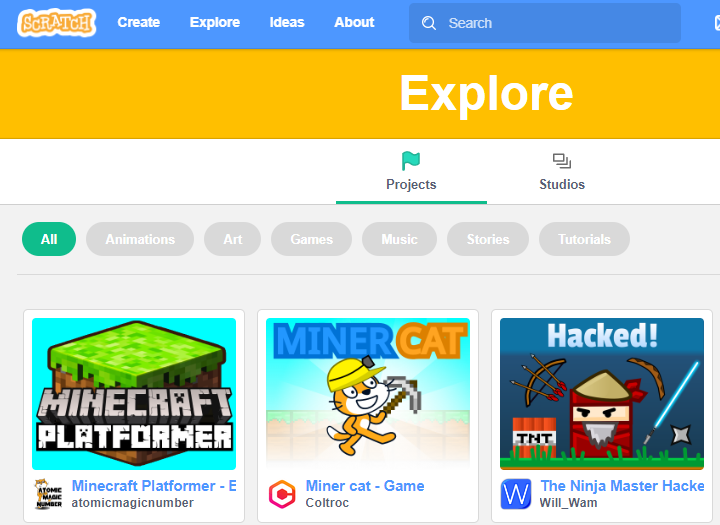 SCRATCH Create Explore Ideas About Search
Explore
Projects Studios
All Animations Art Games Music Stories Tutorials
MINECRAFT
PLATFORMER
MINER CAT
Hacked!
TNT
ATOMIC
MAGIC
NUMBER
Minecraft Platformer - E
atomicmagicnumber
Miner cat - Game
Coltroc
W
The Ninja Master Hacke
Will_Wam